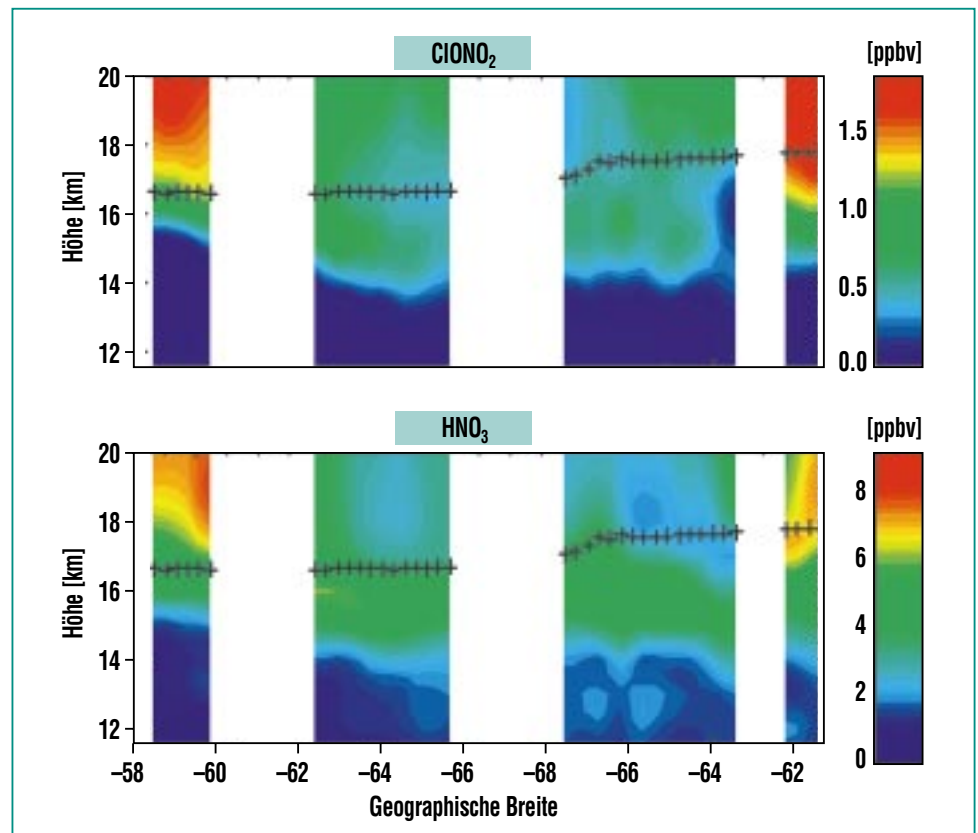 ClONO₂
[ppbv]
Höhe [km]
20
18
16
14
12
1.5
1.0
0.5
0.0
HNO₃
[ppbv]
Höhe [km]
20
18
16
14
12
8
6
4
2
0
–58 –60 –62 –64 –66 –68 –66 –64 –62
Geographische Breite